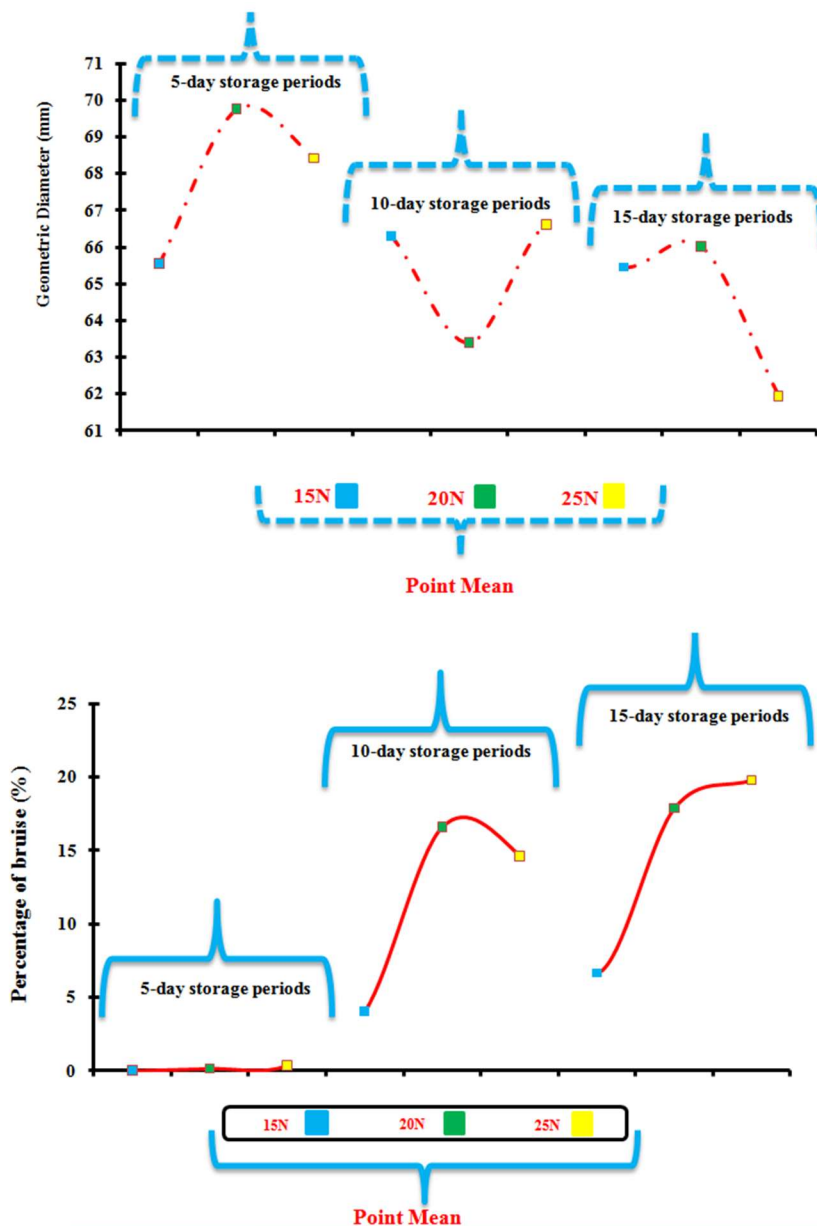 71
5-day storage periods
70
69
68
10-day storage periods
67
15-day storage periods
66
65
64
63
62
61
Geometric Diameter (mm)
15N 20N 25N
Point Mean
25
15-day storage periods
10-day storage periods
20
15
10
5-day storage periods
5
0
Percentage of bruise (%)
15N 20N 25N
Point Mean